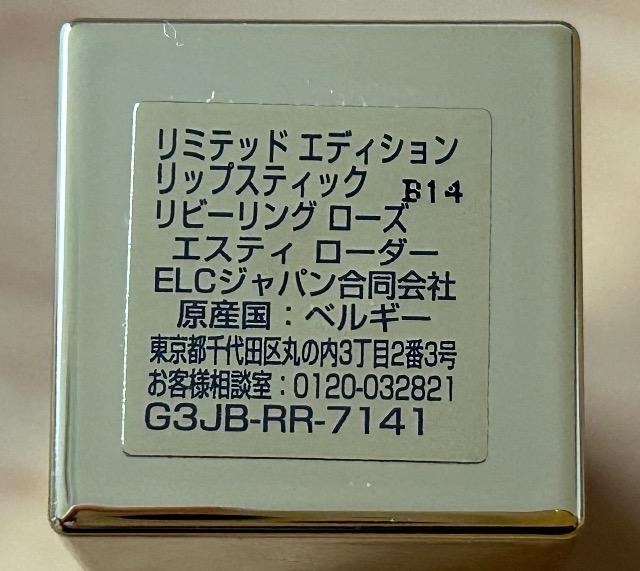 リミテッド エディション
リップスティック B14
リビーリング ローズ
エスティ ローダー
ELCジャパン合同会社
原産国：ベルギー
東京都千代田区丸の内3丁目2番3号
お客様相談室：0120-032821
G3JB-RR-7141